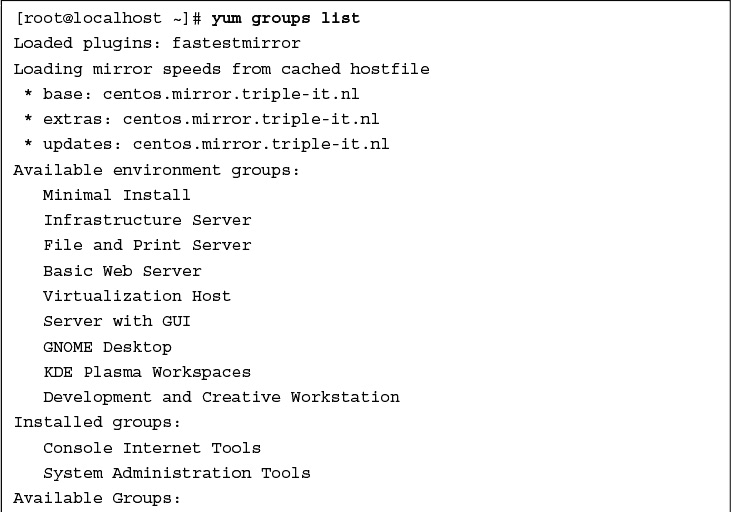 [root@localhost ~]# yum groups list
Loaded plugins: fastestmirror
Loading mirror speeds from cached hostfile
 * base: centos.mirror.triple-it.nl
 * extras: centos.mirror.triple-it.nl
 * updates: centos.mirror.triple-it.nl
Available environment groups:
   Minimal Install
   Infrastructure Server
   File and Print Server
   Basic Web Server
   Virtualization Host
   Server with GUI
   GNOME Desktop
   KDE Plasma Workspaces
   Development and Creative Workstation
Installed groups:
   Console Internet Tools
   System Administration Tools
Available Groups: